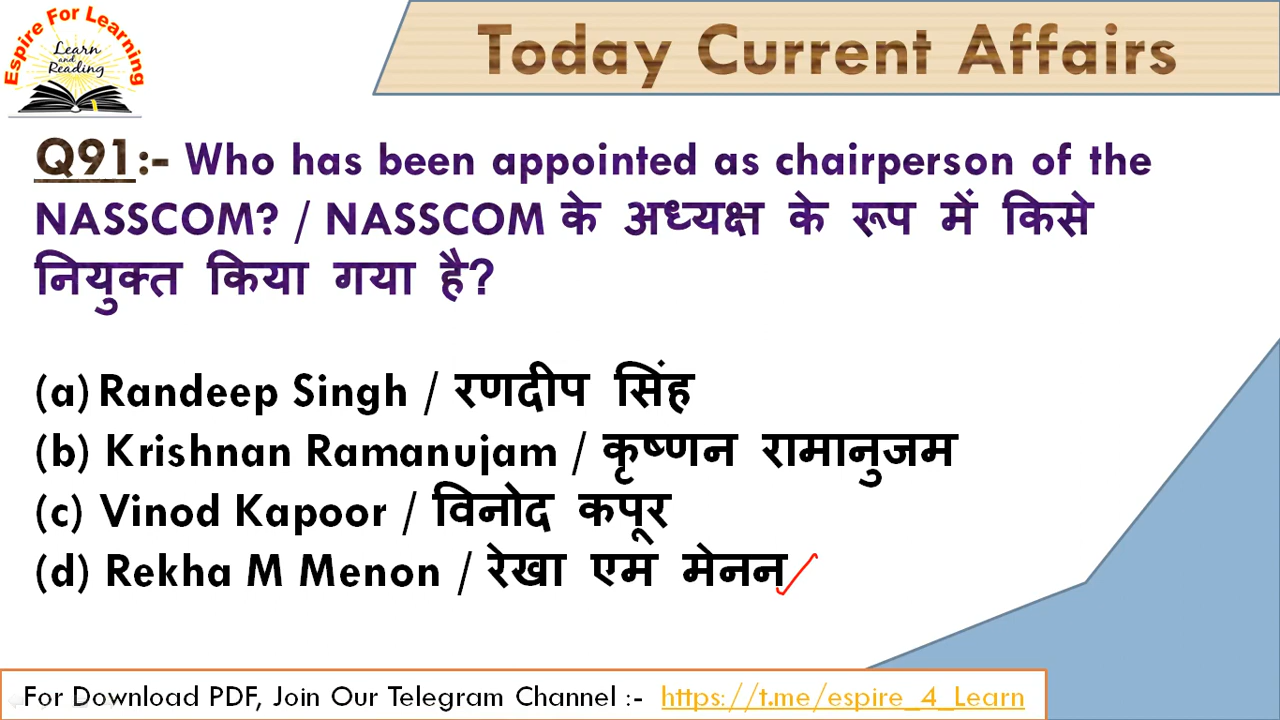 Espire For Learning
Learn
and
Reading
Today Current Affairs
Q91:- Who has been appointed as chairperson of the
NASSCOM? / NASSCOM के अध्यक्ष के रूप में किसे
नियुक्त किया गया है?
(a) Randeep Singh / रणदीप सिंह
(b) Krishnan Ramanujam / कृष्णन रामानुजम
(c) Vinod Kapoor / विनोद कपूर
(d) Rekha M Menon / रेखा एम मेनन
For Download PDF, Join Our Telegram Channel :- https://t.me/espire_4_Learn